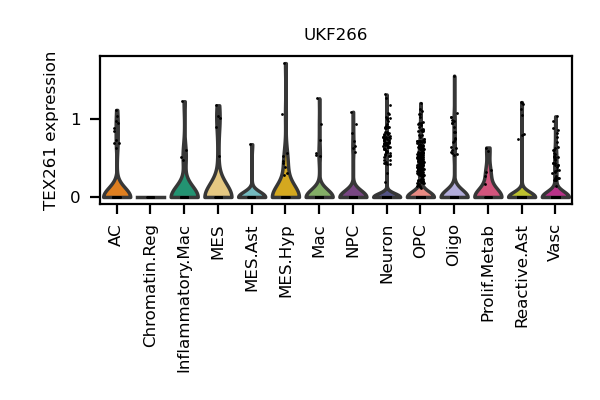 UKF266
TEX261 expression
1
0
AC
Chromatin.Reg
Inflammatory.Mac
MES
MES.Ast
MES.Hyp
Mac
NPC
Neuron
OPC
Oligo
Prolif.Metab
Reactive.Ast
Vasc